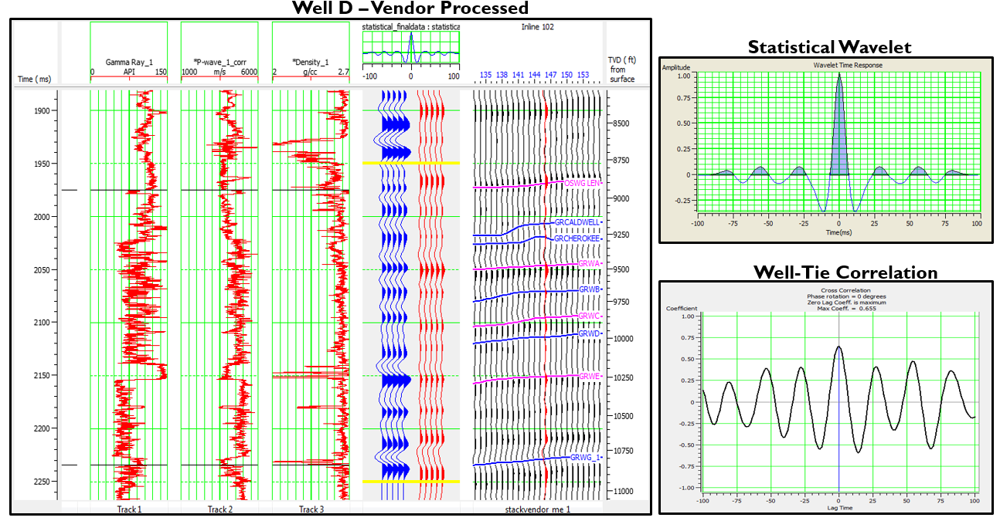 Well D – Vendor Processed
statistical_finaldata : statistica
Inline 102
Gamma Ray_1
*P-wave_1_corr
*Density_1
TVD ( ft)
from
surface
Time ( ms)
0 API 150
1000 m/s 6000
2 g/cc 2.7
-100 0 100
135 138 141 144 147 150 153
1900
1950
2000
2050
2100
2150
2200
2250
OSWG LEN
GRCALDWELL
GRCHEROKEE
GRWA
GRWB
GRWC
GRWD
GRWE
GRWG_1
8500
8750
9000
9250
9500
9750
10000
10250
10500
10750
11000
Track 1
Track 2
Track 3
stackvendor me 1
Statistical Wavelet
Wavelet Time Response
Amplitude
1.00
0.75
0.50
0.25
0
-0.25
-100 -75 -50 -25 0 25 50 75 100
Time(ms)
Well-Tie Correlation
Cross Correlation
Phase rotation = 0 degrees
Zero Lag Coeff. is maximum
Max Coeff. = 0.655
Coefficient
1.00
0.75
0.50
0.25
0
-0.25
-0.50
-0.75
-1.00
-100 -75 -50 -25 0 25 50 75 100
Lag Time